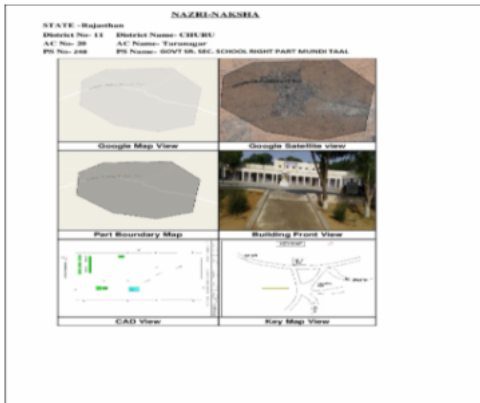 NAZRI-NAKSHA
STATE -Rajasthan
District No- 11 District Name- CHURU
AC No- 20 AC Name- Taranagar
PS No- 248 PS Name- GOVT SR. SEC. SCHOOL RIGHT PART MUNDI TAAL
Google Map View Google Satellite view
Part Boundary Map Building Front View
CAD View Key Map View